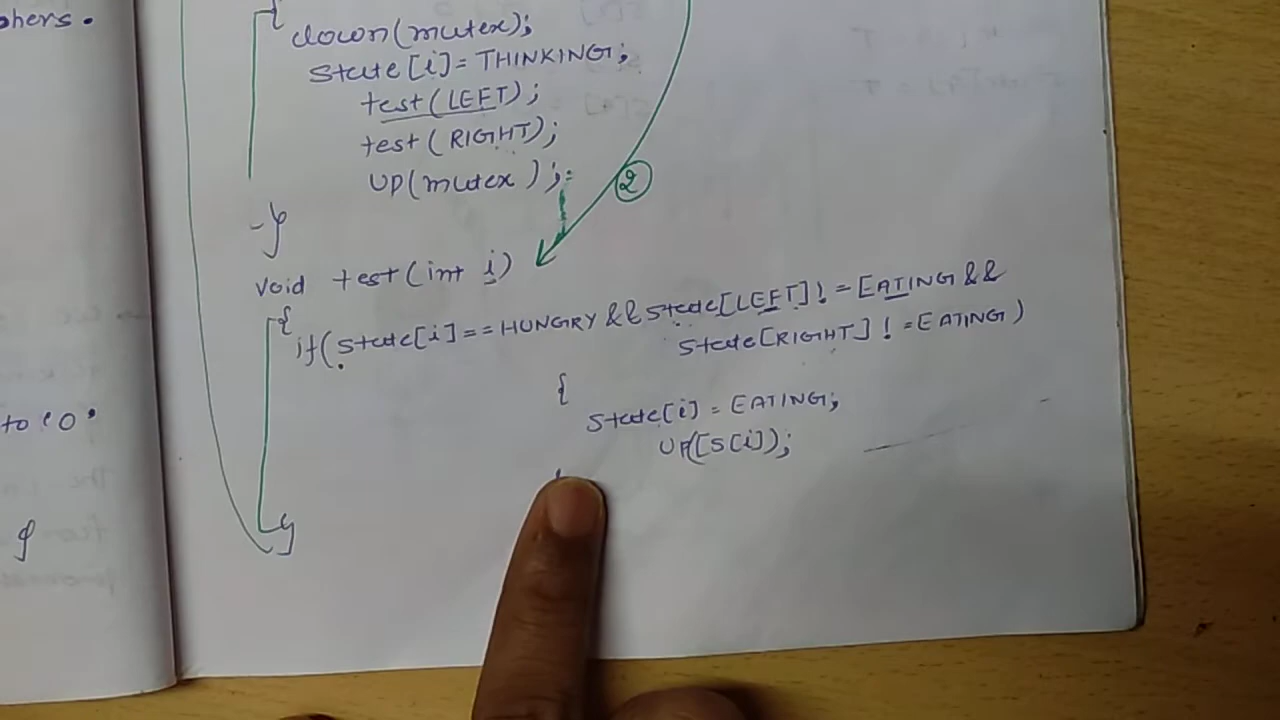 phers.
{
down(mutex);
state[i] = THINKING;
test(LEFT);
test(RIGHT);
UP(mutex);
}
2
void test(int i)
{
if(state[i]==HUNGRY && state[LEFT]!=EATING &&
state[RIGHT]!=EATING)
{
state[i] = EATING;
to '0'
UP([S[i]);
}